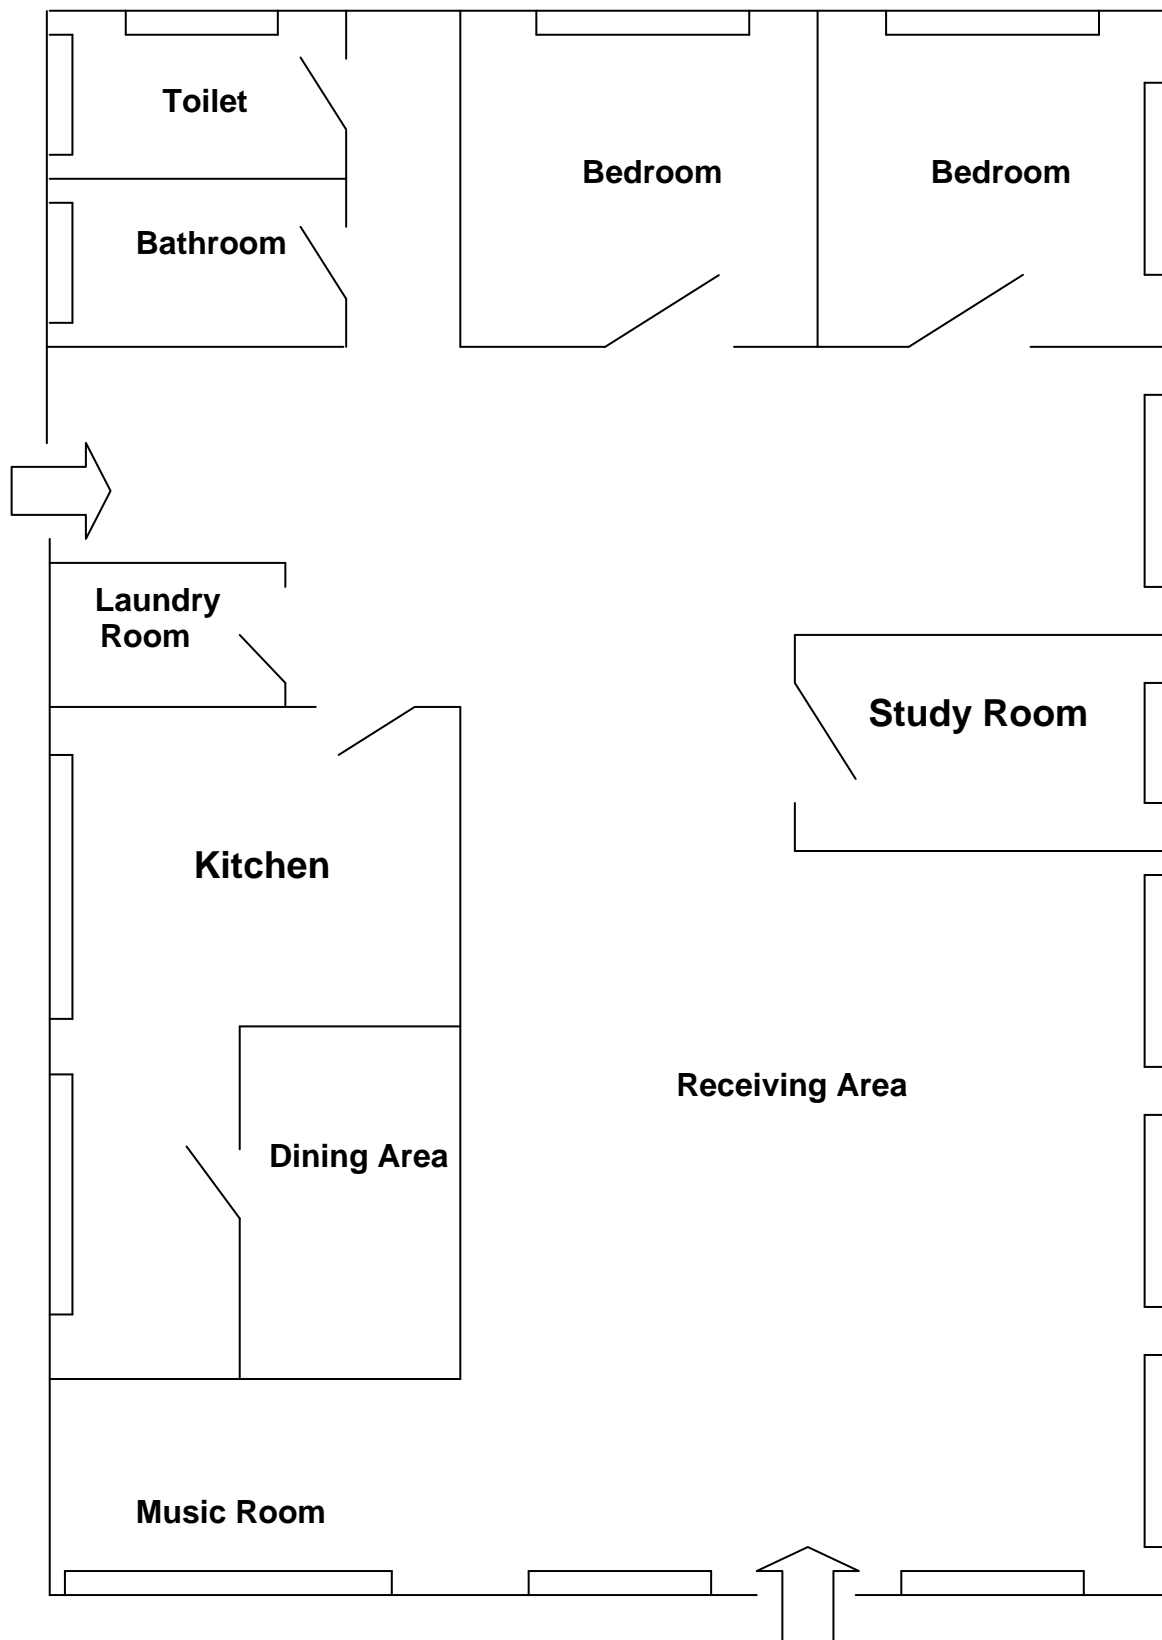 Toilet
Bedroom
Bedroom
Bathroom
Laundry
Room
Study Room
Kitchen
Receiving Area
Dining Area
Music Room